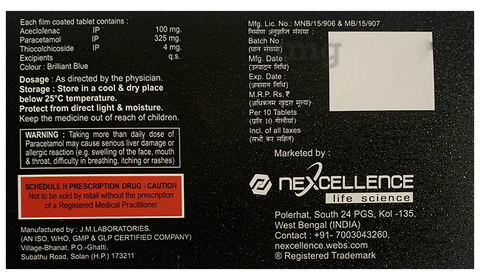 Each film coated tablet contains :
Aceclofenac IP 100 mg.
Paracetamol IP 325 mg.
Thiocolchicoside IP 4 mg.
Excipients q.s.
Colour : Brilliant Blue
Dosage : As directed by the physician.
Storage : Store in a cool & dry place
below 25°C temperature.
Protect from direct light & moisture.
Keep the medicine out of reach of children.
WARNING : Taking more than daily dose of
Paracetamol may cause serious liver damage or
allergic reaction (e.g. swelling of the face, mouth
& throat, difficulty in breathing, itching or rashes)
SCHEDULE H PRESCRIPTION DRUG - CAUTION
Not to be sold by retail without the prescription
of a Registered Medical Practitioner.
Manufactured by : J.M.LABORATORIES.
(AN ISO, WHO, GMP & GLP CERTIFIED COMPANY)
Village-Bhanat, P.O.-Ghatti,
Subathu Road, Solan (H.P.) 173211
Mfg. Lic. No.: MNB/15/906 & MB/15/907
निर्माण अनुज्ञप्ति संख्या :
Batch No :
(घान संख्या)
Mfg. Date :
(उत्पादन तिथि)
Exp. Date :
(अवसान तिथि)
M.R.P. Rs. ₹
(अधिकतम खुदरा मूल्य)
Per 10 Tablets
(प्रति 10 गोलीयां)
Incl. of all taxes
(सभी कर सहित)
Marketed by :
NEXCELLENCE
life science
Polerhat, South 24 PGS, Kol -135.
West Bengal (INDIA)
Contact : +91- 7003043260.
nexcellence.webs.com
® Registered Trademark